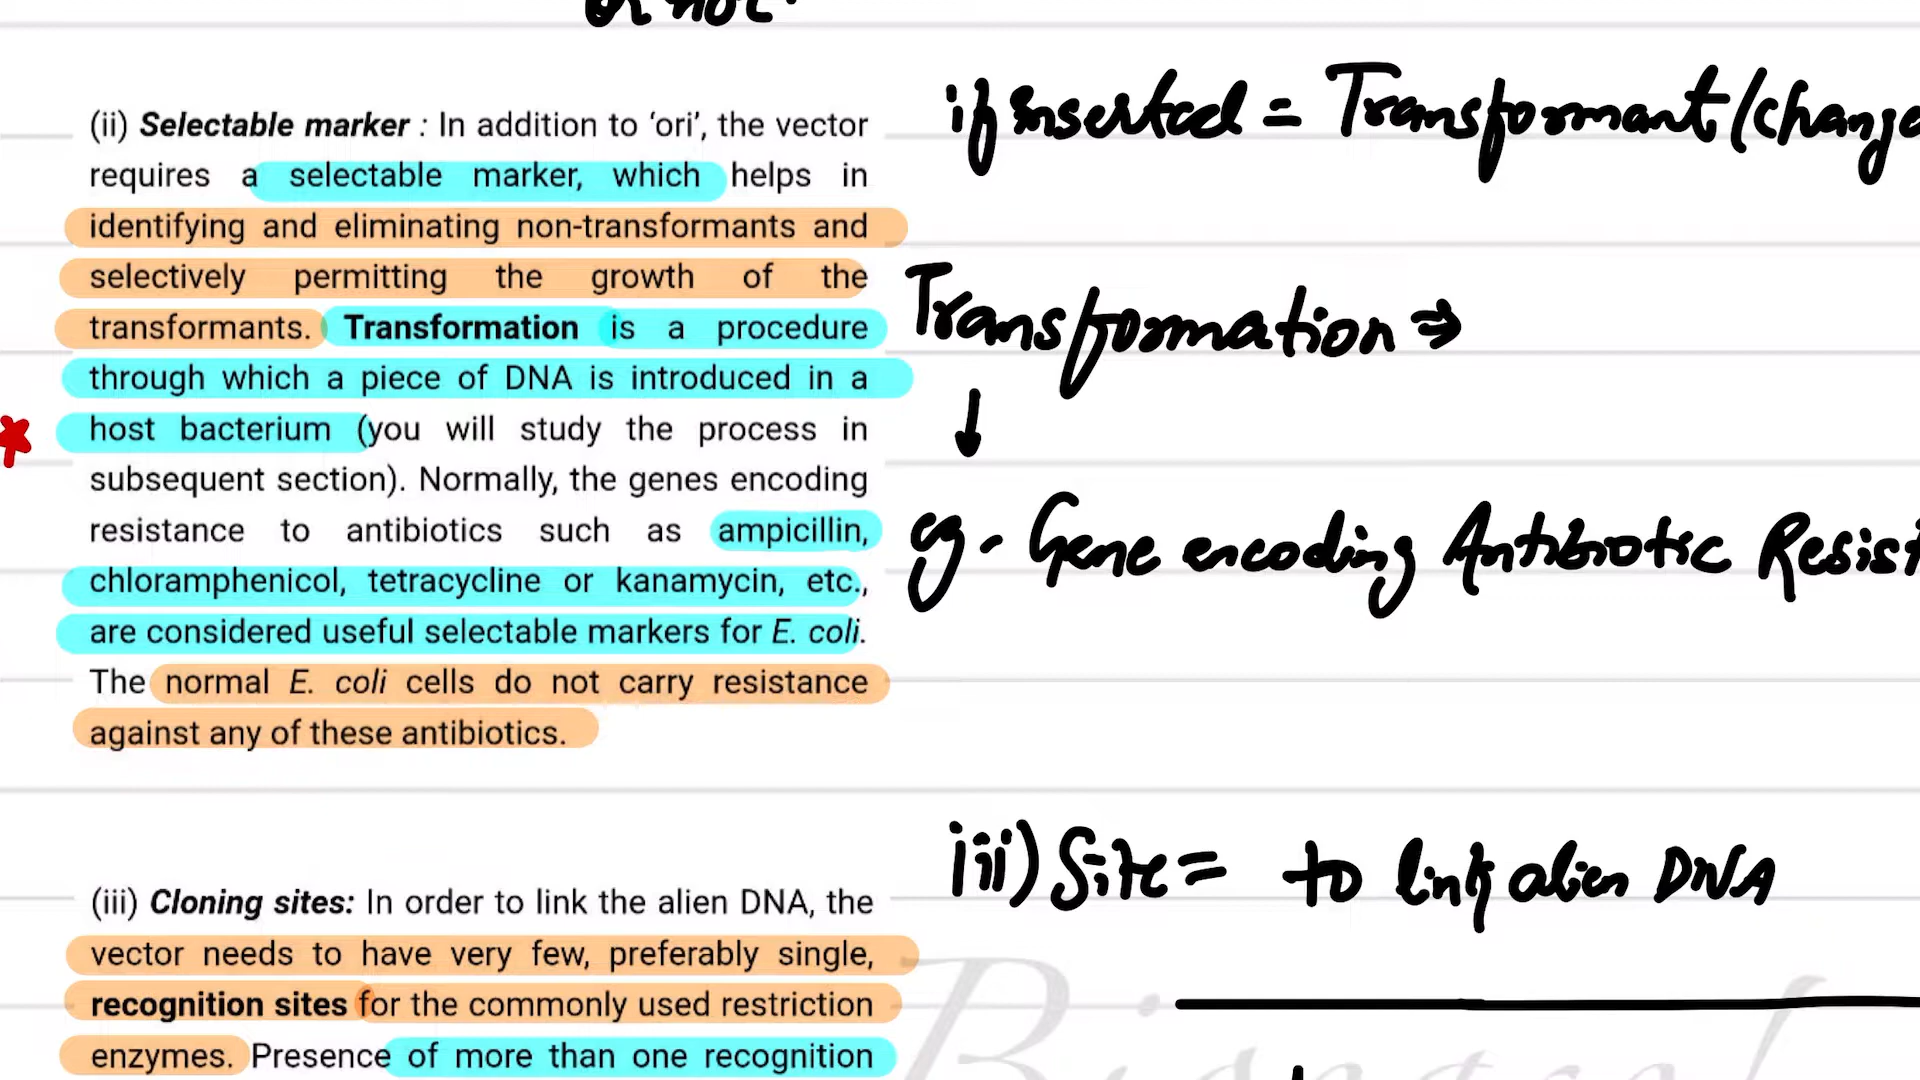 or not.
(ii) Selectable marker : In addition to ‘ori’, the vector
requires a selectable marker, which helps in
identifying and eliminating non-transformants and
selectively permitting the growth of the
transformants. Transformation is a procedure
through which a piece of DNA is introduced in a
host bacterium (you will study the process in
subsequent section). Normally, the genes encoding
resistance to antibiotics such as ampicillin,
chloramphenicol, tetracycline or kanamycin, etc.,
are considered useful selectable markers for E. coli.
The normal E. coli cells do not carry resistance
against any of these antibiotics.
if inserted = Transformant/change
Transformation ⇒
↓
eg - Gene encoding Antibiotic Resist
(iii) Cloning sites: In order to link the alien DNA, the
vector needs to have very few, preferably single,
recognition sites for the commonly used restriction
enzymes. Presence of more than one recognition
iii) Site = to link alien DNA